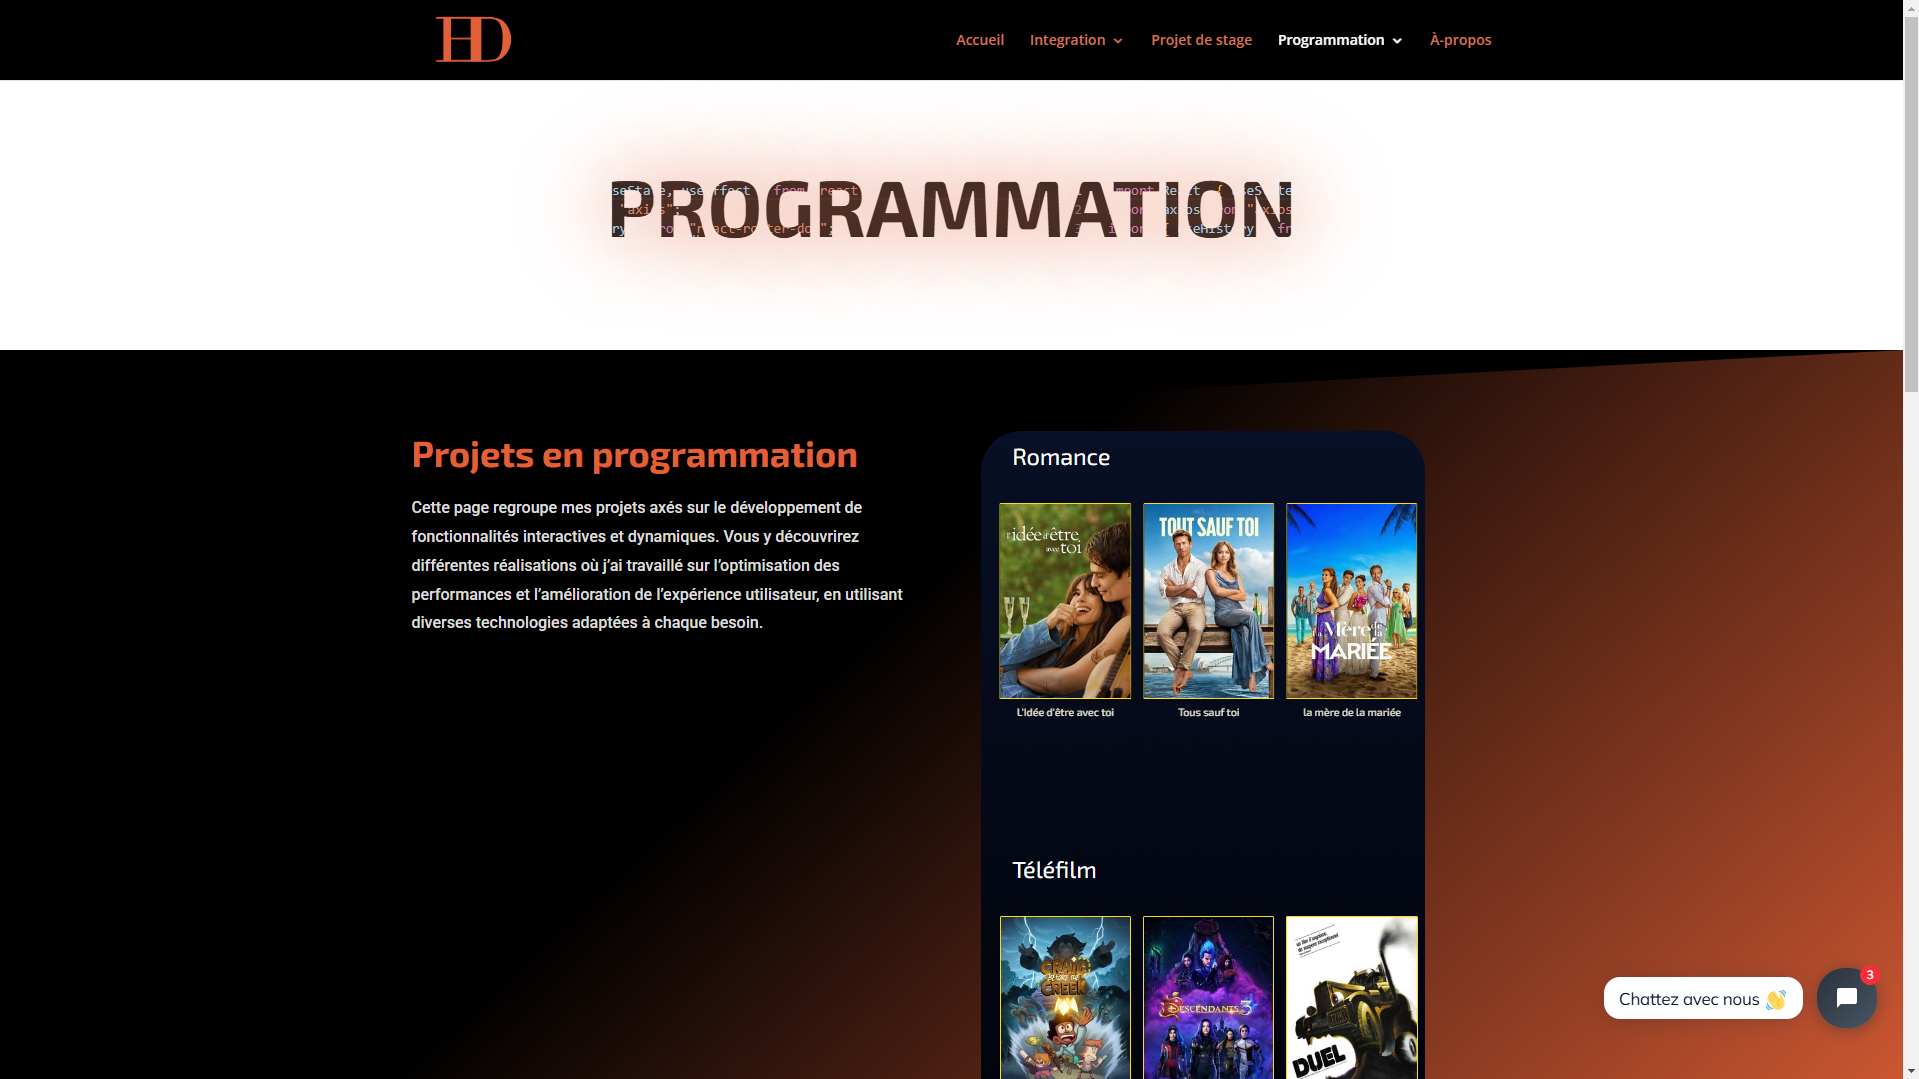 HD
Accueil
Integration
Projet de stage
Programmation
À-propos
PROGRAMMATION
Projets en programmation
Cette page regroupe mes projets axés sur le développement de
fonctionnalités interactives et dynamiques. Vous y découvrirez
différentes réalisations où j'ai travaillé sur l'optimisation des
performances et l'amélioration de l'expérience utilisateur, en utilisant
diverses technologies adaptées à chaque besoin.
Romance
l'idée d'être
avec toi
TOUT SAUF TOI
La Mère de la
MARIÉE
L'Idée d'être avec toi
Tous sauf toi
la mère de la mariée
Téléfilm
CRAIG
BEFORE THE
CREEK
DESCENDANTS 3
DUEL
Chattez avec nous 👋
3